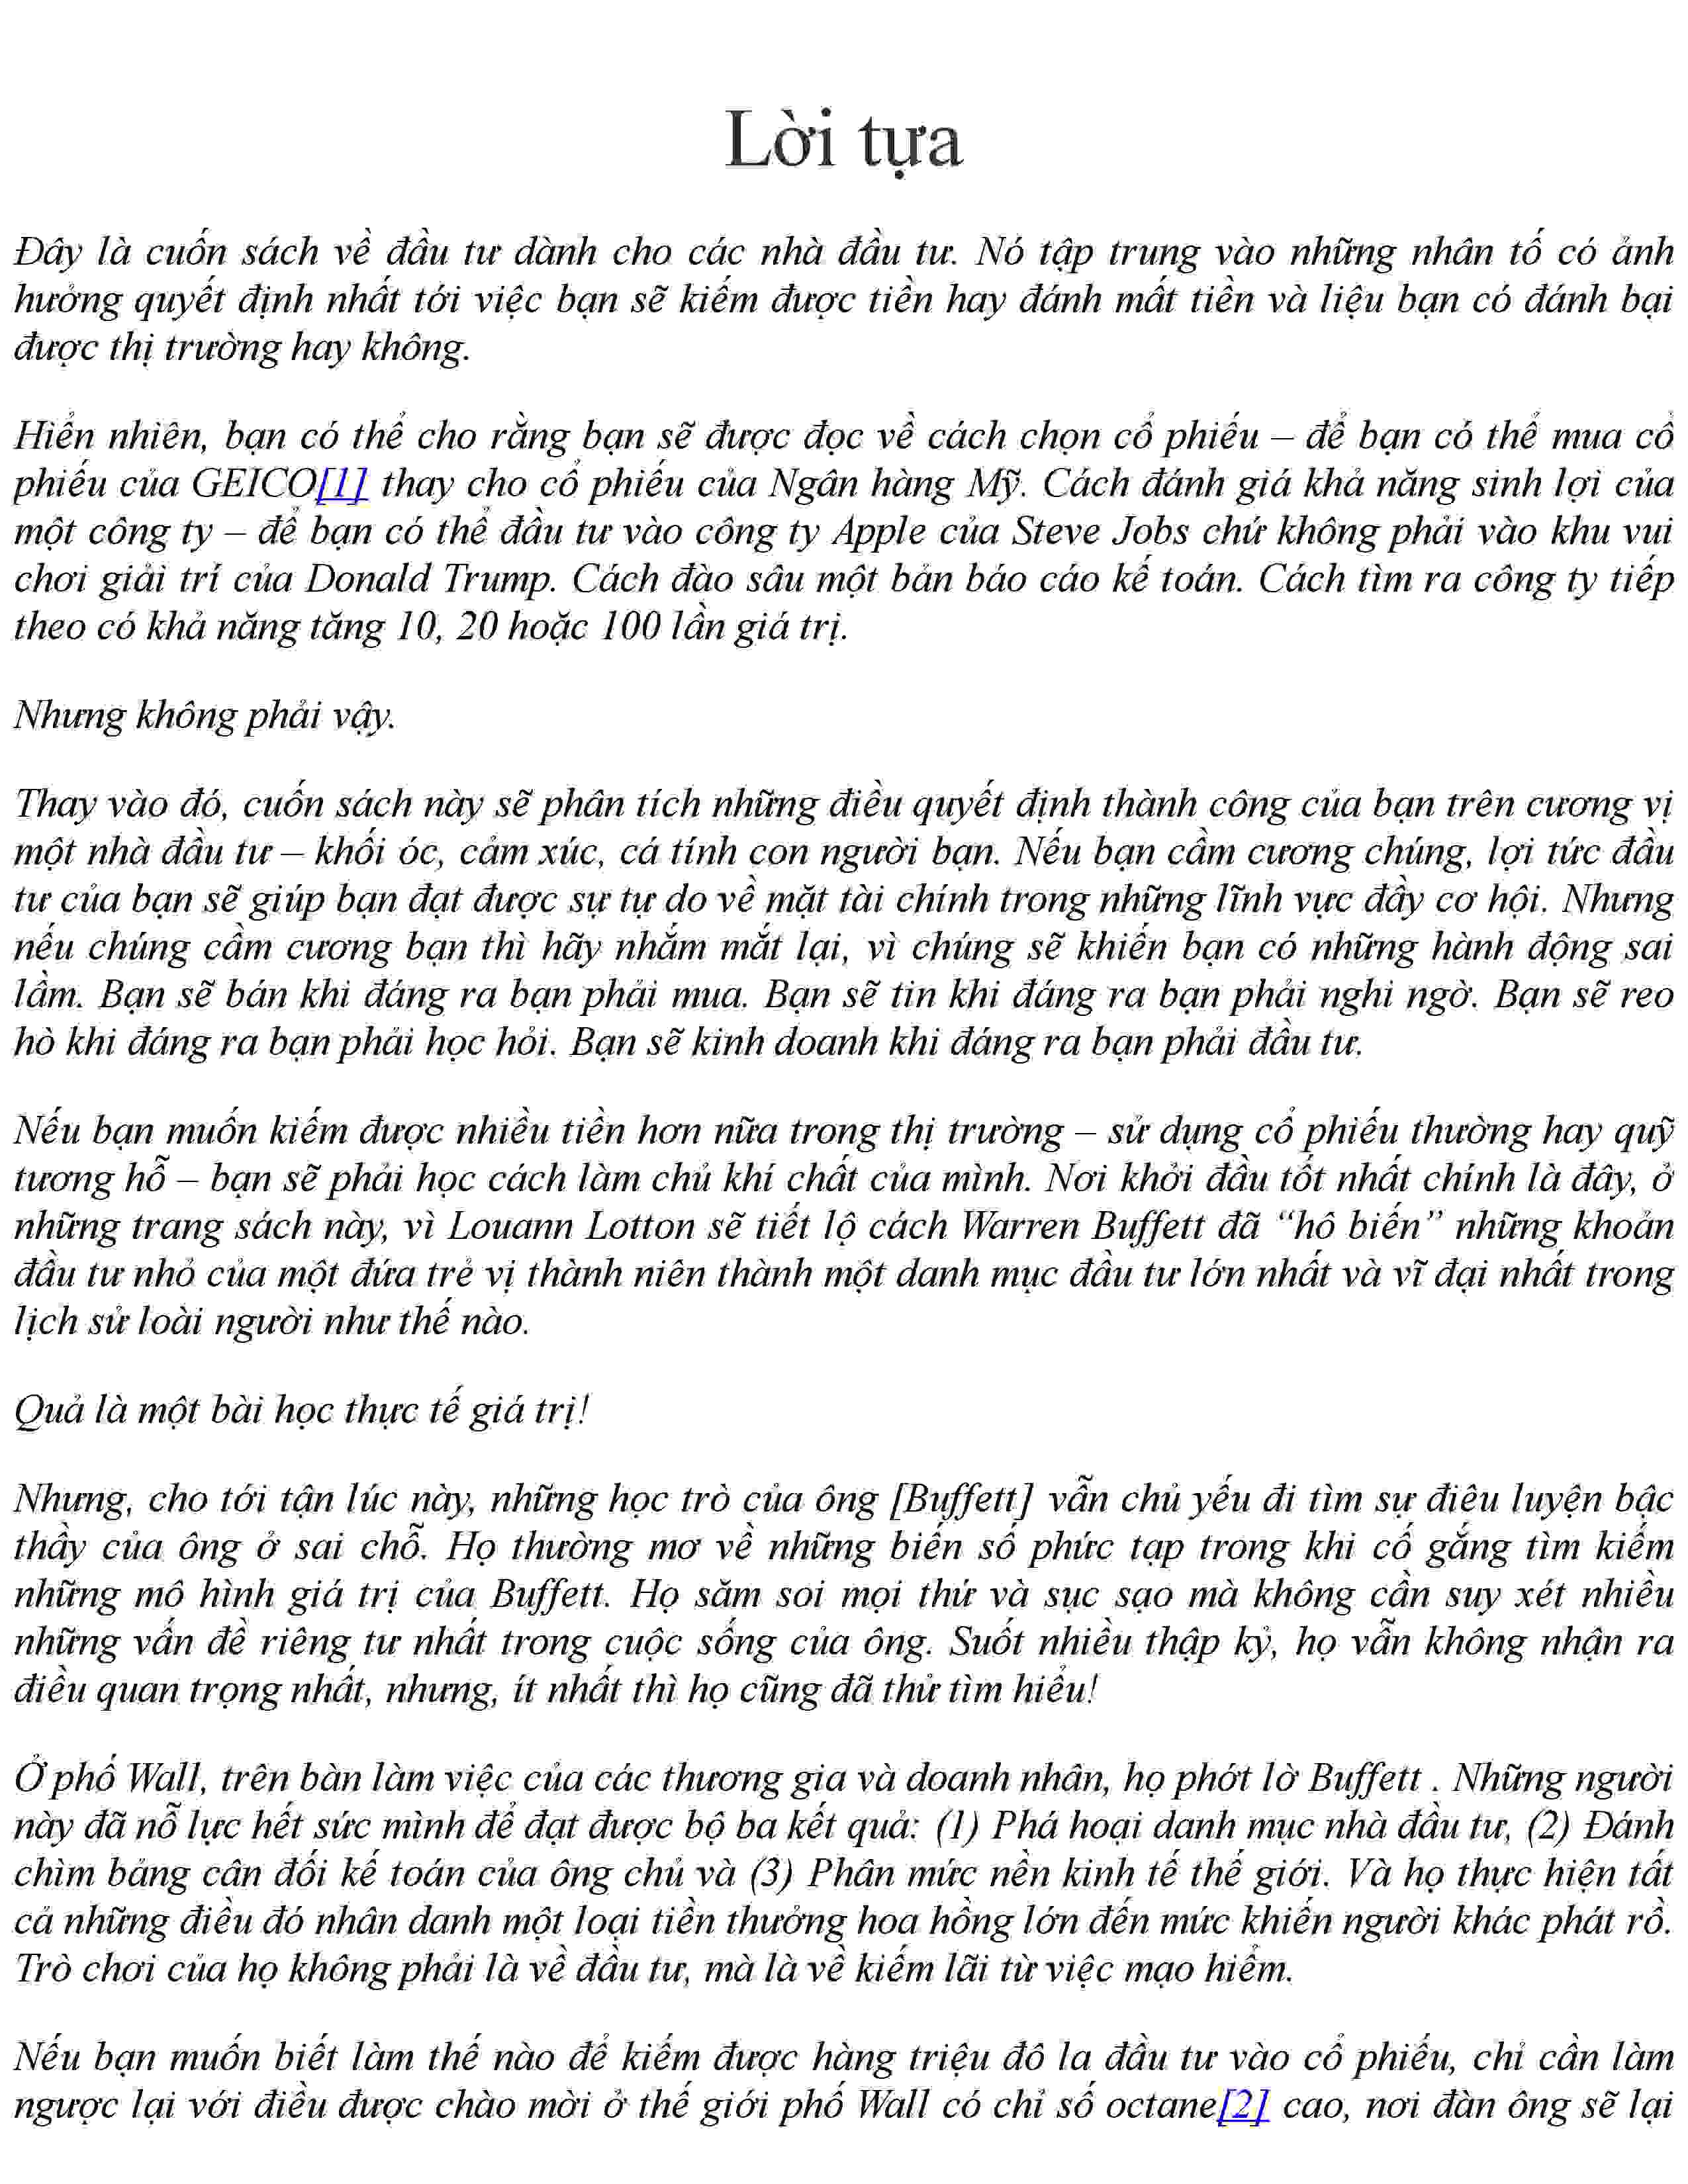 Lời tựa
Đây là cuốn sách về đầu tư dành cho các nhà đầu tư. Nó tập trung vào những nhân tố có ảnh
hưởng quyết định nhất tới việc bạn sẽ kiếm được tiền hay đánh mất tiền và liệu bạn có đánh bại
được thị trường hay không.
Hiển nhiên, bạn có thể cho rằng bạn sẽ được đọc về cách chọn cổ phiếu – để bạn có thể mua cổ
phiếu của GEICO[1] thay cho cổ phiếu của Ngân hàng Mỹ. Cách đánh giá khả năng sinh lợi của
một công ty – để bạn có thể đầu tư vào công ty Apple của Steve Jobs chứ không phải vào khu vui
chơi giải trí của Donald Trump. Cách đào sâu một bản báo cáo kế toán. Cách tìm ra công ty tiếp
theo có khả năng tăng 10, 20 hoặc 100 lần giá trị.
Nhưng không phải vậy.
Thay vào đó, cuốn sách này sẽ phân tích những điều quyết định thành công của bạn trên cương vị
một nhà đầu tư – khối óc, cảm xúc, cá tính con người bạn. Nếu bạn cầm cương chúng, lợi tức đầu
tư của bạn sẽ giúp bạn đạt được sự tự do về mặt tài chính trong những lĩnh vực đầy cơ hội. Nhưng
nếu chúng cầm cương bạn thì hãy nhắm mắt lại, vì chúng sẽ khiến bạn có những hành động sai
lầm. Bạn sẽ bán khi đáng ra bạn phải mua. Bạn sẽ tin khi đáng ra bạn phải nghi ngờ. Bạn sẽ reo
hò khi đáng ra bạn phải học hỏi. Bạn sẽ kinh doanh khi đáng ra bạn phải đầu tư.
Nếu bạn muốn kiếm được nhiều tiền hơn nữa trong thị trường – sử dụng cổ phiếu thường hay quỹ
tương hỗ – bạn sẽ phải học cách làm chủ khí chất của mình. Nơi khởi đầu tốt nhất chính là đây, ở
những trang sách này, vì Louann Lotton sẽ tiết lộ cách Warren Buffett đã “hô biến” những khoản
đầu tư nhỏ của một đứa trẻ vị thành niên thành một danh mục đầu tư lớn nhất và vĩ đại nhất trong
lịch sử loài người như thế nào.
Quả là một bài học thực tế giá trị!
Nhưng, cho tới tận lúc này, những học trò của ông [Buffett] vẫn chủ yếu đi tìm sự điêu luyện bậc
thầy của ông ở sai chỗ. Họ thường mơ về những biến số phức tạp trong khi cố gắng tìm kiếm
những mô hình giá trị của Buffett. Họ săm soi mọi thứ và sục sạo mà không cần suy xét nhiều
những vấn đề riêng tư nhất trong cuộc sống của ông. Suốt nhiều thập kỷ, họ vẫn không nhận ra
điều quan trọng nhất, nhưng, ít nhất thì họ cũng đã thử tìm hiểu!
Ở phố Wall, trên bàn làm việc của các thương gia và doanh nhân, họ phớt lờ Buffett . Những người
này đã nỗ lực hết sức mình để đạt được bộ ba kết quả: (1) Phá hoại danh mục nhà đầu tư, (2) Đánh
chìm bảng cân đối kế toán của ông chủ và (3) Phân mức nền kinh tế thế giới. Và họ thực hiện tất
cả những điều đó nhân danh một loại tiền thưởng hoa hồng lớn đến mức khiến người khác phát rồ.
Trò chơi của họ không phải là về đầu tư, mà là về kiếm lãi từ việc mạo hiểm.
Nếu bạn muốn biết làm thế nào để kiếm được hàng triệu đô la đầu tư vào cổ phiếu, chỉ cần làm
ngược lại với điều được chào mời ở thế giới phố Wall có chỉ số octane[2] cao, nơi đàn ông sẽ lại